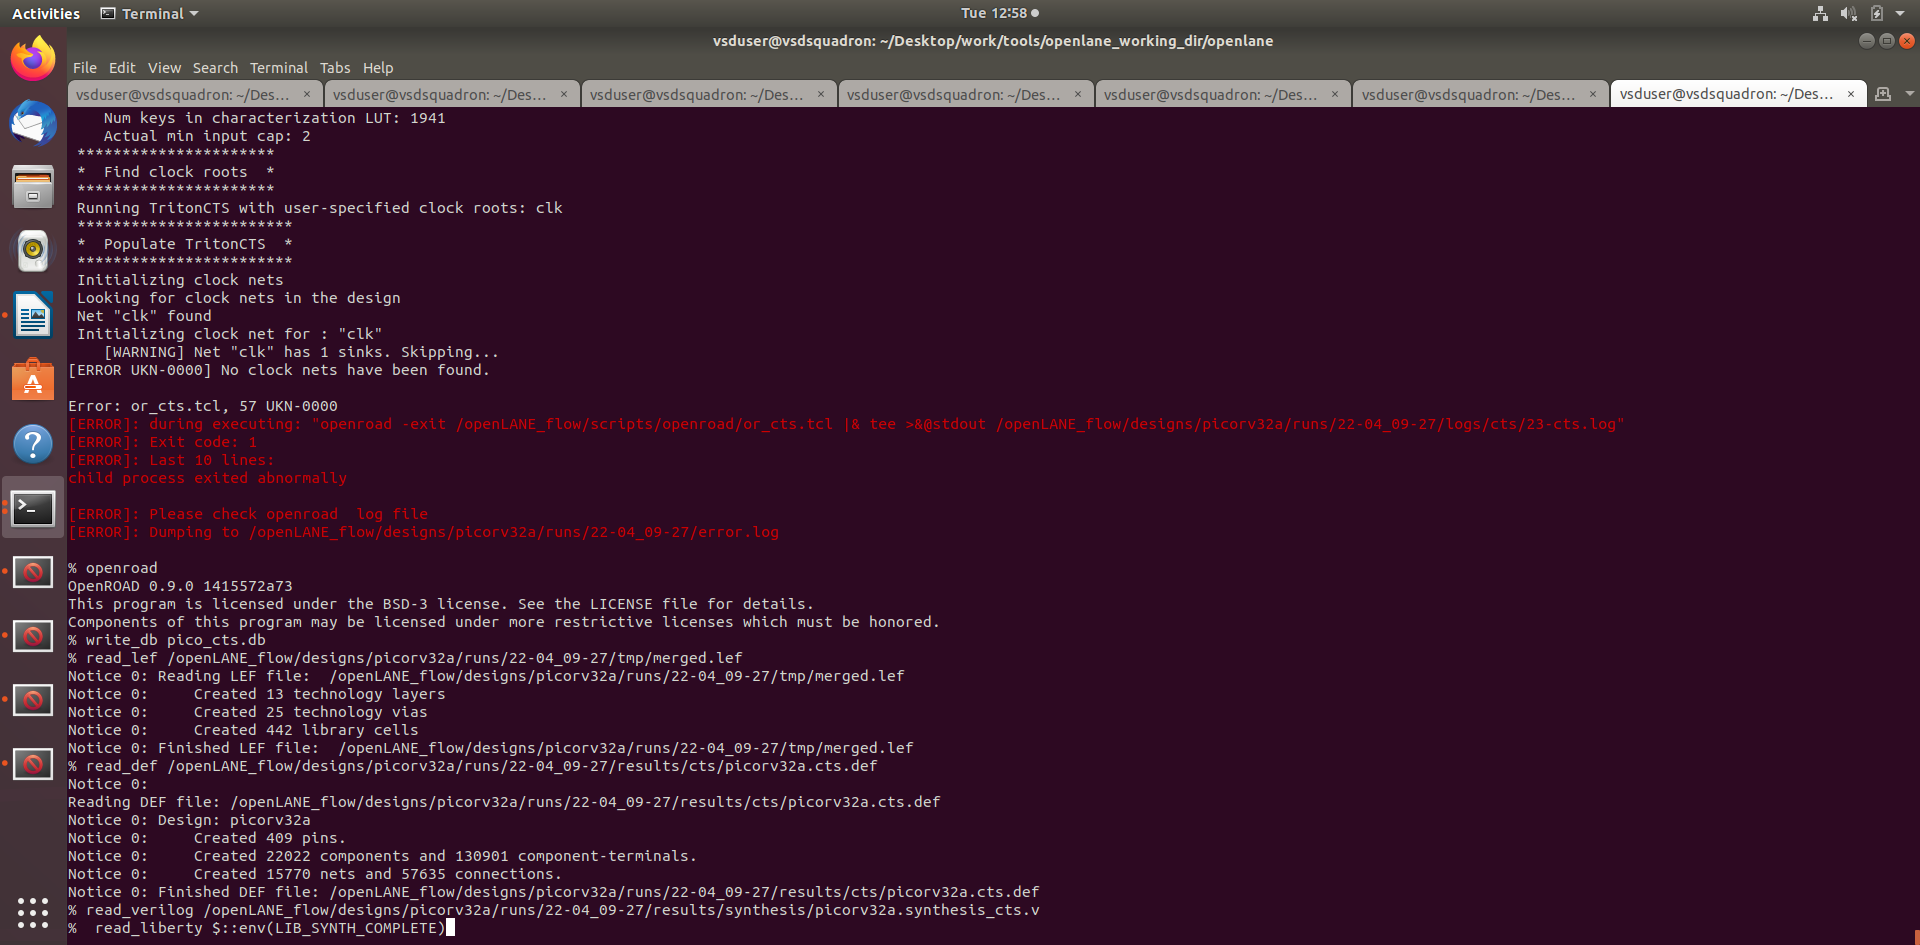 Activities Terminal Tue 12:58
vsduser@vsdsquadron: ~/Desktop/work/tools/openlane_working_dir/openlane
File Edit View Search Terminal Tabs Help
vsduser@vsdsquadron: ~/Des... × vsduser@vsdsquadron: ~/Des... × vsduser@vsdsquadron: ~/Des... × vsduser@vsdsquadron: ~/Des... × vsduser@vsdsquadron: ~/Des... × vsduser@vsdsquadron: ~/Des... × vsduser@vsdsquadron: ~/Des... ×
    Num keys in characterization LUT: 1941
    Actual min input cap: 2
 **********************
 *  Find clock roots  *
 **********************
 Running TritonCTS with user-specified clock roots: clk
 ************************
 *  Populate TritonCTS  *
 ************************
 Initializing clock nets
 Looking for clock nets in the design
 Net "clk" found
 Initializing clock net for : "clk"
    [WARNING] Net "clk" has 1 sinks. Skipping...
[ERROR UKN-0000] No clock nets have been found.
Error: or_cts.tcl, 57 UKN-0000
[ERROR]: during executing: "openroad -exit /openLANE_flow/scripts/openroad/or_cts.tcl |& tee >&@stdout /openLANE_flow/designs/picorv32a/runs/22-04_09-27/logs/cts/23-cts.log"
[ERROR]: Exit code: 1
[ERROR]: Last 10 lines:
child process exited abnormally
[ERROR]: Please check openroad  log file
[ERROR]: Dumping to /openLANE_flow/designs/picorv32a/runs/22-04_09-27/error.log
% openroad
OpenROAD 0.9.0 1415572a73
This program is licensed under the BSD-3 license. See the LICENSE file for details.
Components of this program may be licensed under more restrictive licenses which must be honored.
% write_db pico_cts.db
% read_lef /openLANE_flow/designs/picorv32a/runs/22-04_09-27/tmp/merged.lef
Notice 0: Reading LEF file:  /openLANE_flow/designs/picorv32a/runs/22-04_09-27/tmp/merged.lef
Notice 0:     Created 13 technology layers
Notice 0:     Created 25 technology vias
Notice 0:     Created 442 library cells
Notice 0: Finished LEF file:  /openLANE_flow/designs/picorv32a/runs/22-04_09-27/tmp/merged.lef
% read_def /openLANE_flow/designs/picorv32a/runs/22-04_09-27/results/cts/picorv32a.cts.def
Notice 0:
Reading DEF file: /openLANE_flow/designs/picorv32a/runs/22-04_09-27/results/cts/picorv32a.cts.def
Notice 0: Design: picorv32a
Notice 0:     Created 409 pins.
Notice 0:     Created 22022 components and 130901 component-terminals.
Notice 0:     Created 15770 nets and 57635 connections.
Notice 0: Finished DEF file: /openLANE_flow/designs/picorv32a/runs/22-04_09-27/results/cts/picorv32a.cts.def
% read_verilog /openLANE_flow/designs/picorv32a/runs/22-04_09-27/results/synthesis/picorv32a.synthesis_cts.v
%  read_liberty $::env(LIB_SYNTH_COMPLETE)